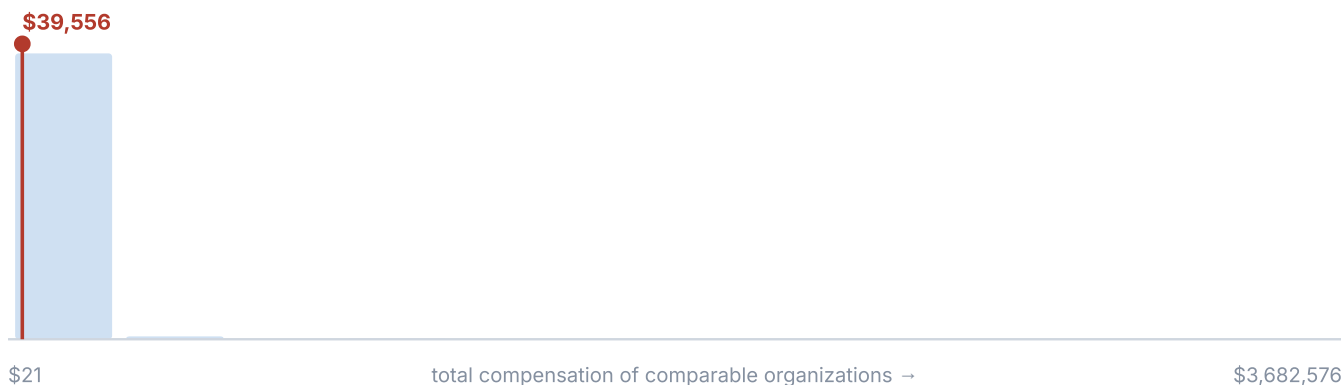 $39,556
$21 total compensation of comparable organizations → $3,682,576